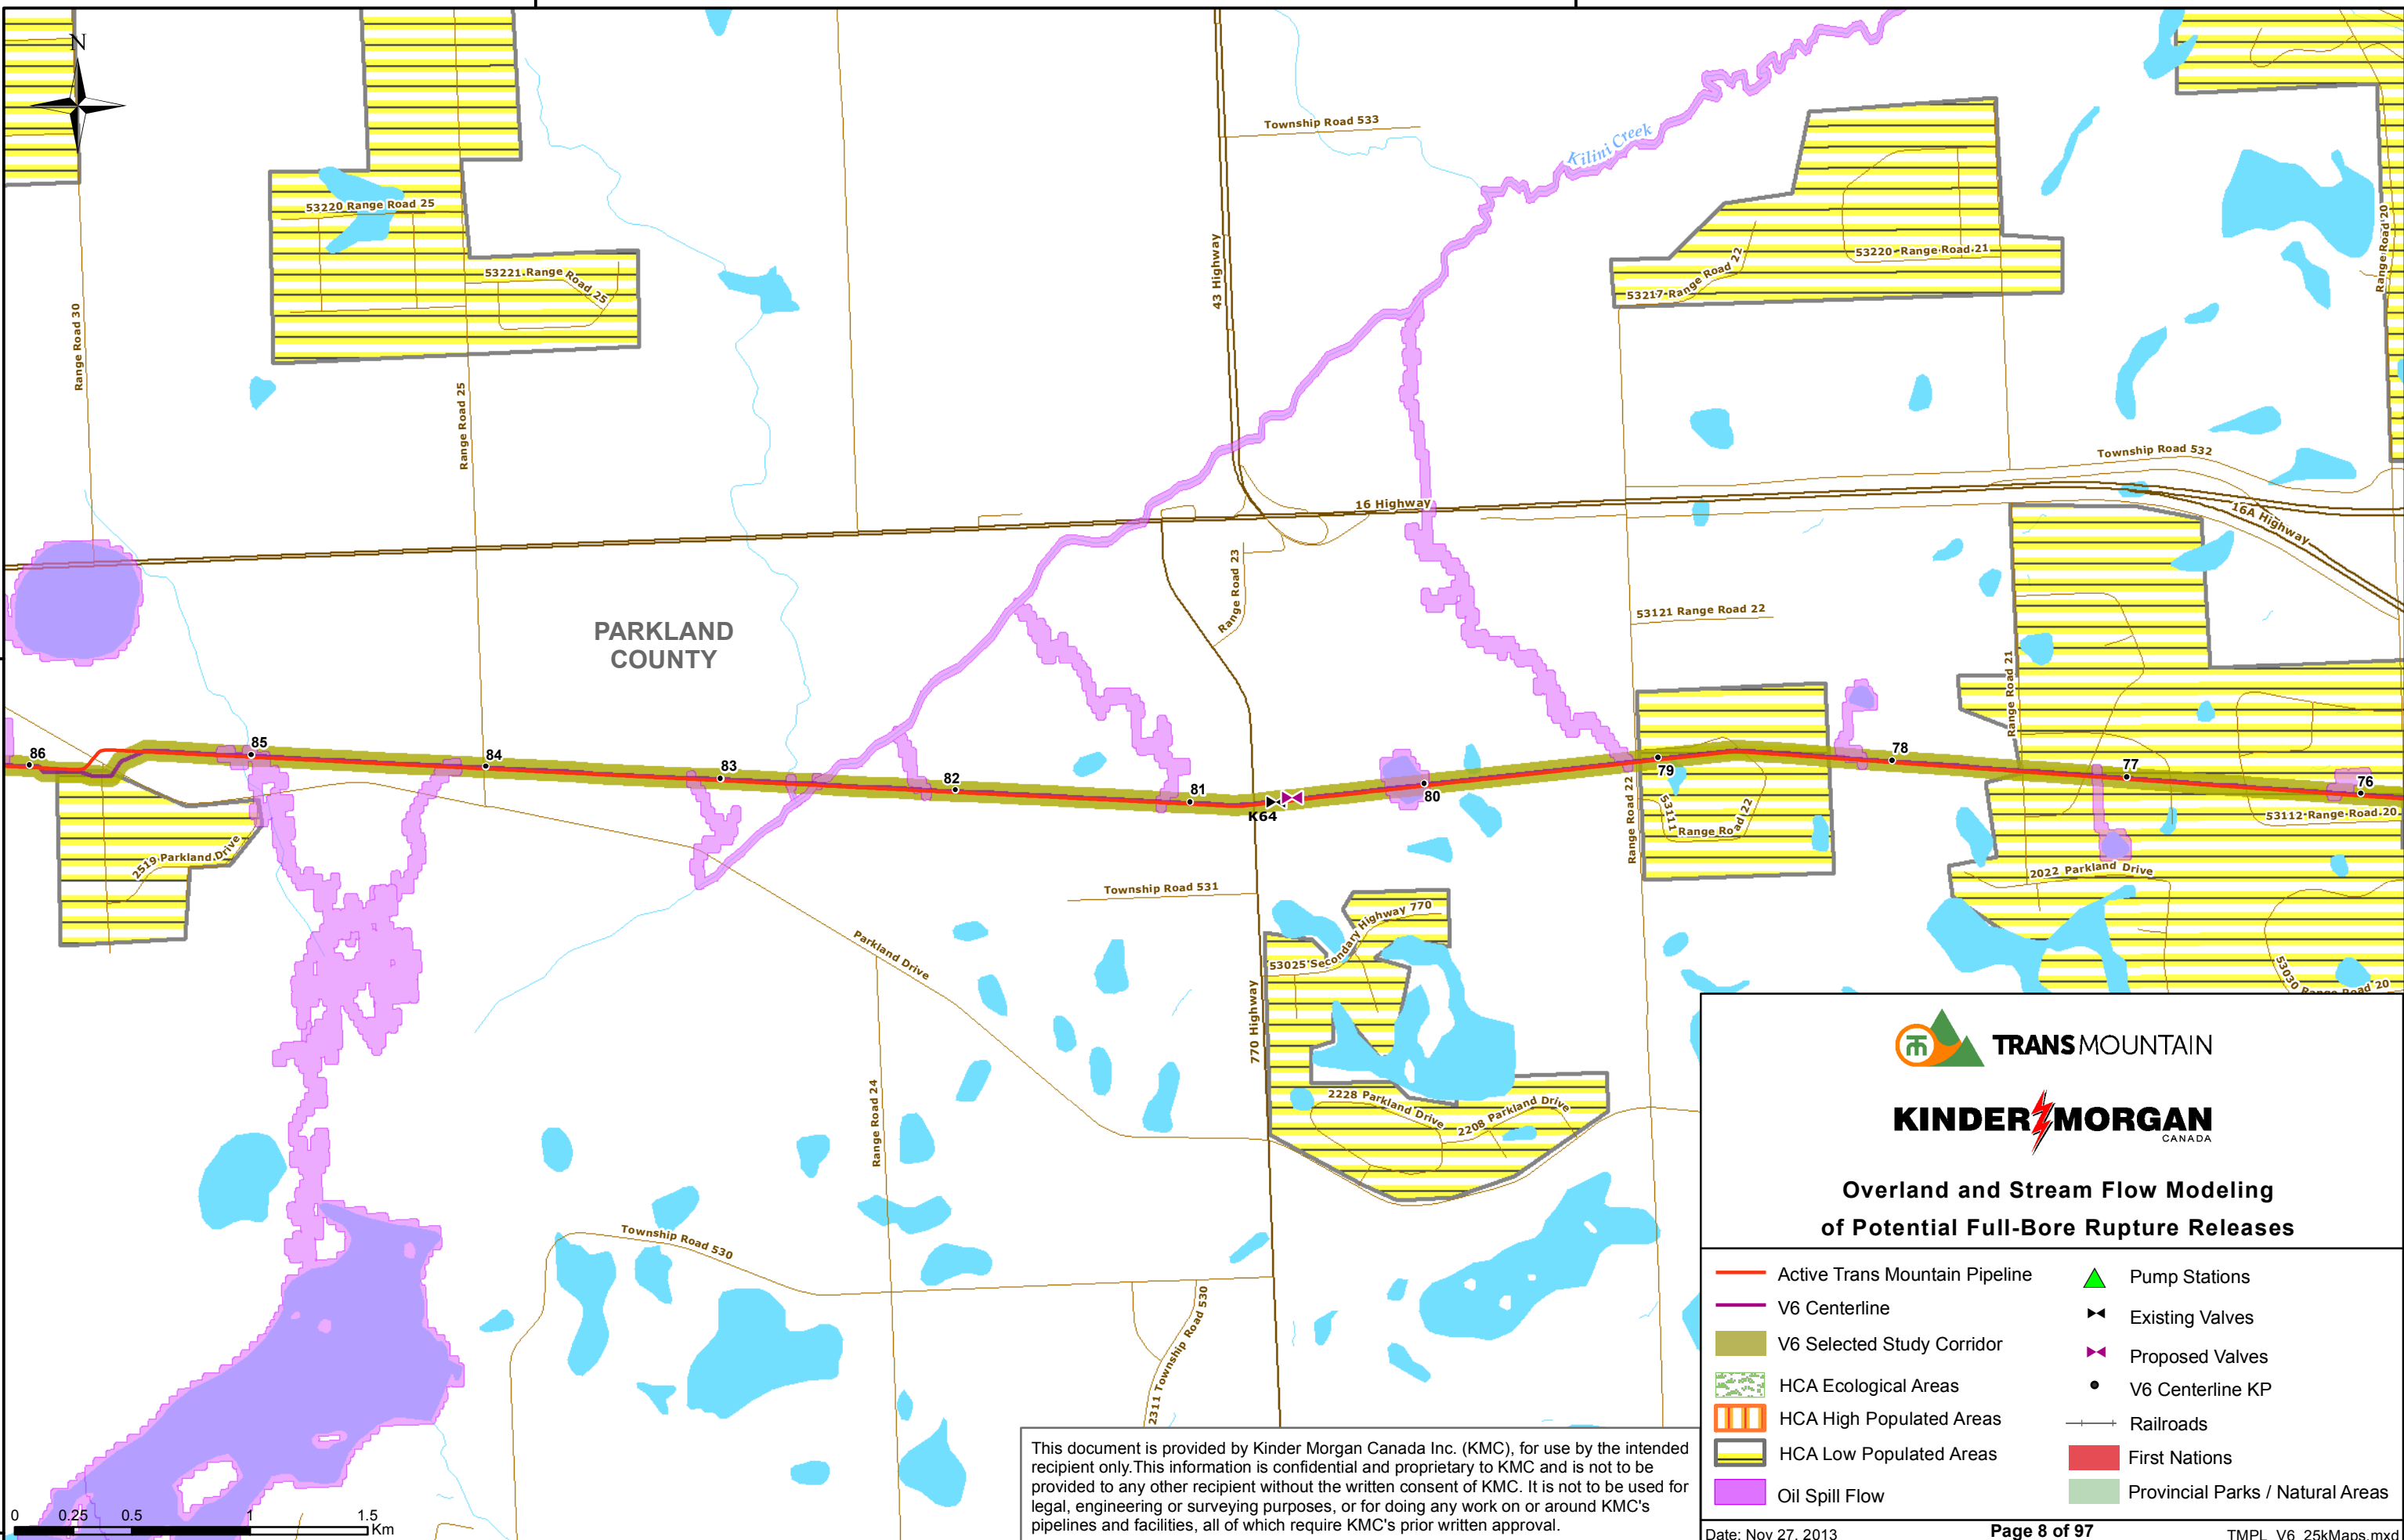 N
Township Road 533
Kilini Creek
53220 Range Road 25
53221 Range Road 25
43 Highway
53217 Range Road 22
53220 Range Road 21
Range Road 20
Range Road 30
Range Road 25
Township Road 532
16 Highway
16A Highway
Range Road 23
53121 Range Road 22
PARKLAND
COUNTY
Range Road 21
86
85
84
83
82
81
K64
80
79
78
77
76
Range Road 22
53111 Range Road 22
53112 Range Road 20
2519 Parkland Drive
2022 Parkland Drive
Township Road 531
53025 Secondary Highway 770
Parkland Drive
53030 Range Road 20
770 Highway
Range Road 24
2228 Parkland Drive
2208 Parkland Drive
Township Road 530
2311 Township Road 530
TRANSMOUNTAIN
KINDER MORGAN
CANADA
Overland and Stream Flow Modeling
of Potential Full-Bore Rupture Releases
Active Trans Mountain Pipeline
V6 Centerline
V6 Selected Study Corridor
HCA Ecological Areas
HCA High Populated Areas
HCA Low Populated Areas
Oil Spill Flow
Pump Stations
Existing Valves
Proposed Valves
V6 Centerline KP
Railroads
First Nations
Provincial Parks / Natural Areas
This document is provided by Kinder Morgan Canada Inc. (KMC), for use by the intended
recipient only.This information is confidential and proprietary to KMC and is not to be
provided to any other recipient without the written consent of KMC. It is not to be used for
legal, engineering or surveying purposes, or for doing any work on or around KMC's
pipelines and facilities, all of which require KMC's prior written approval.
0 0.25 0.5 1 1.5
Km
Date: Nov 27, 2013 Page 8 of 97 TMPL_V6_25kMaps.mxd